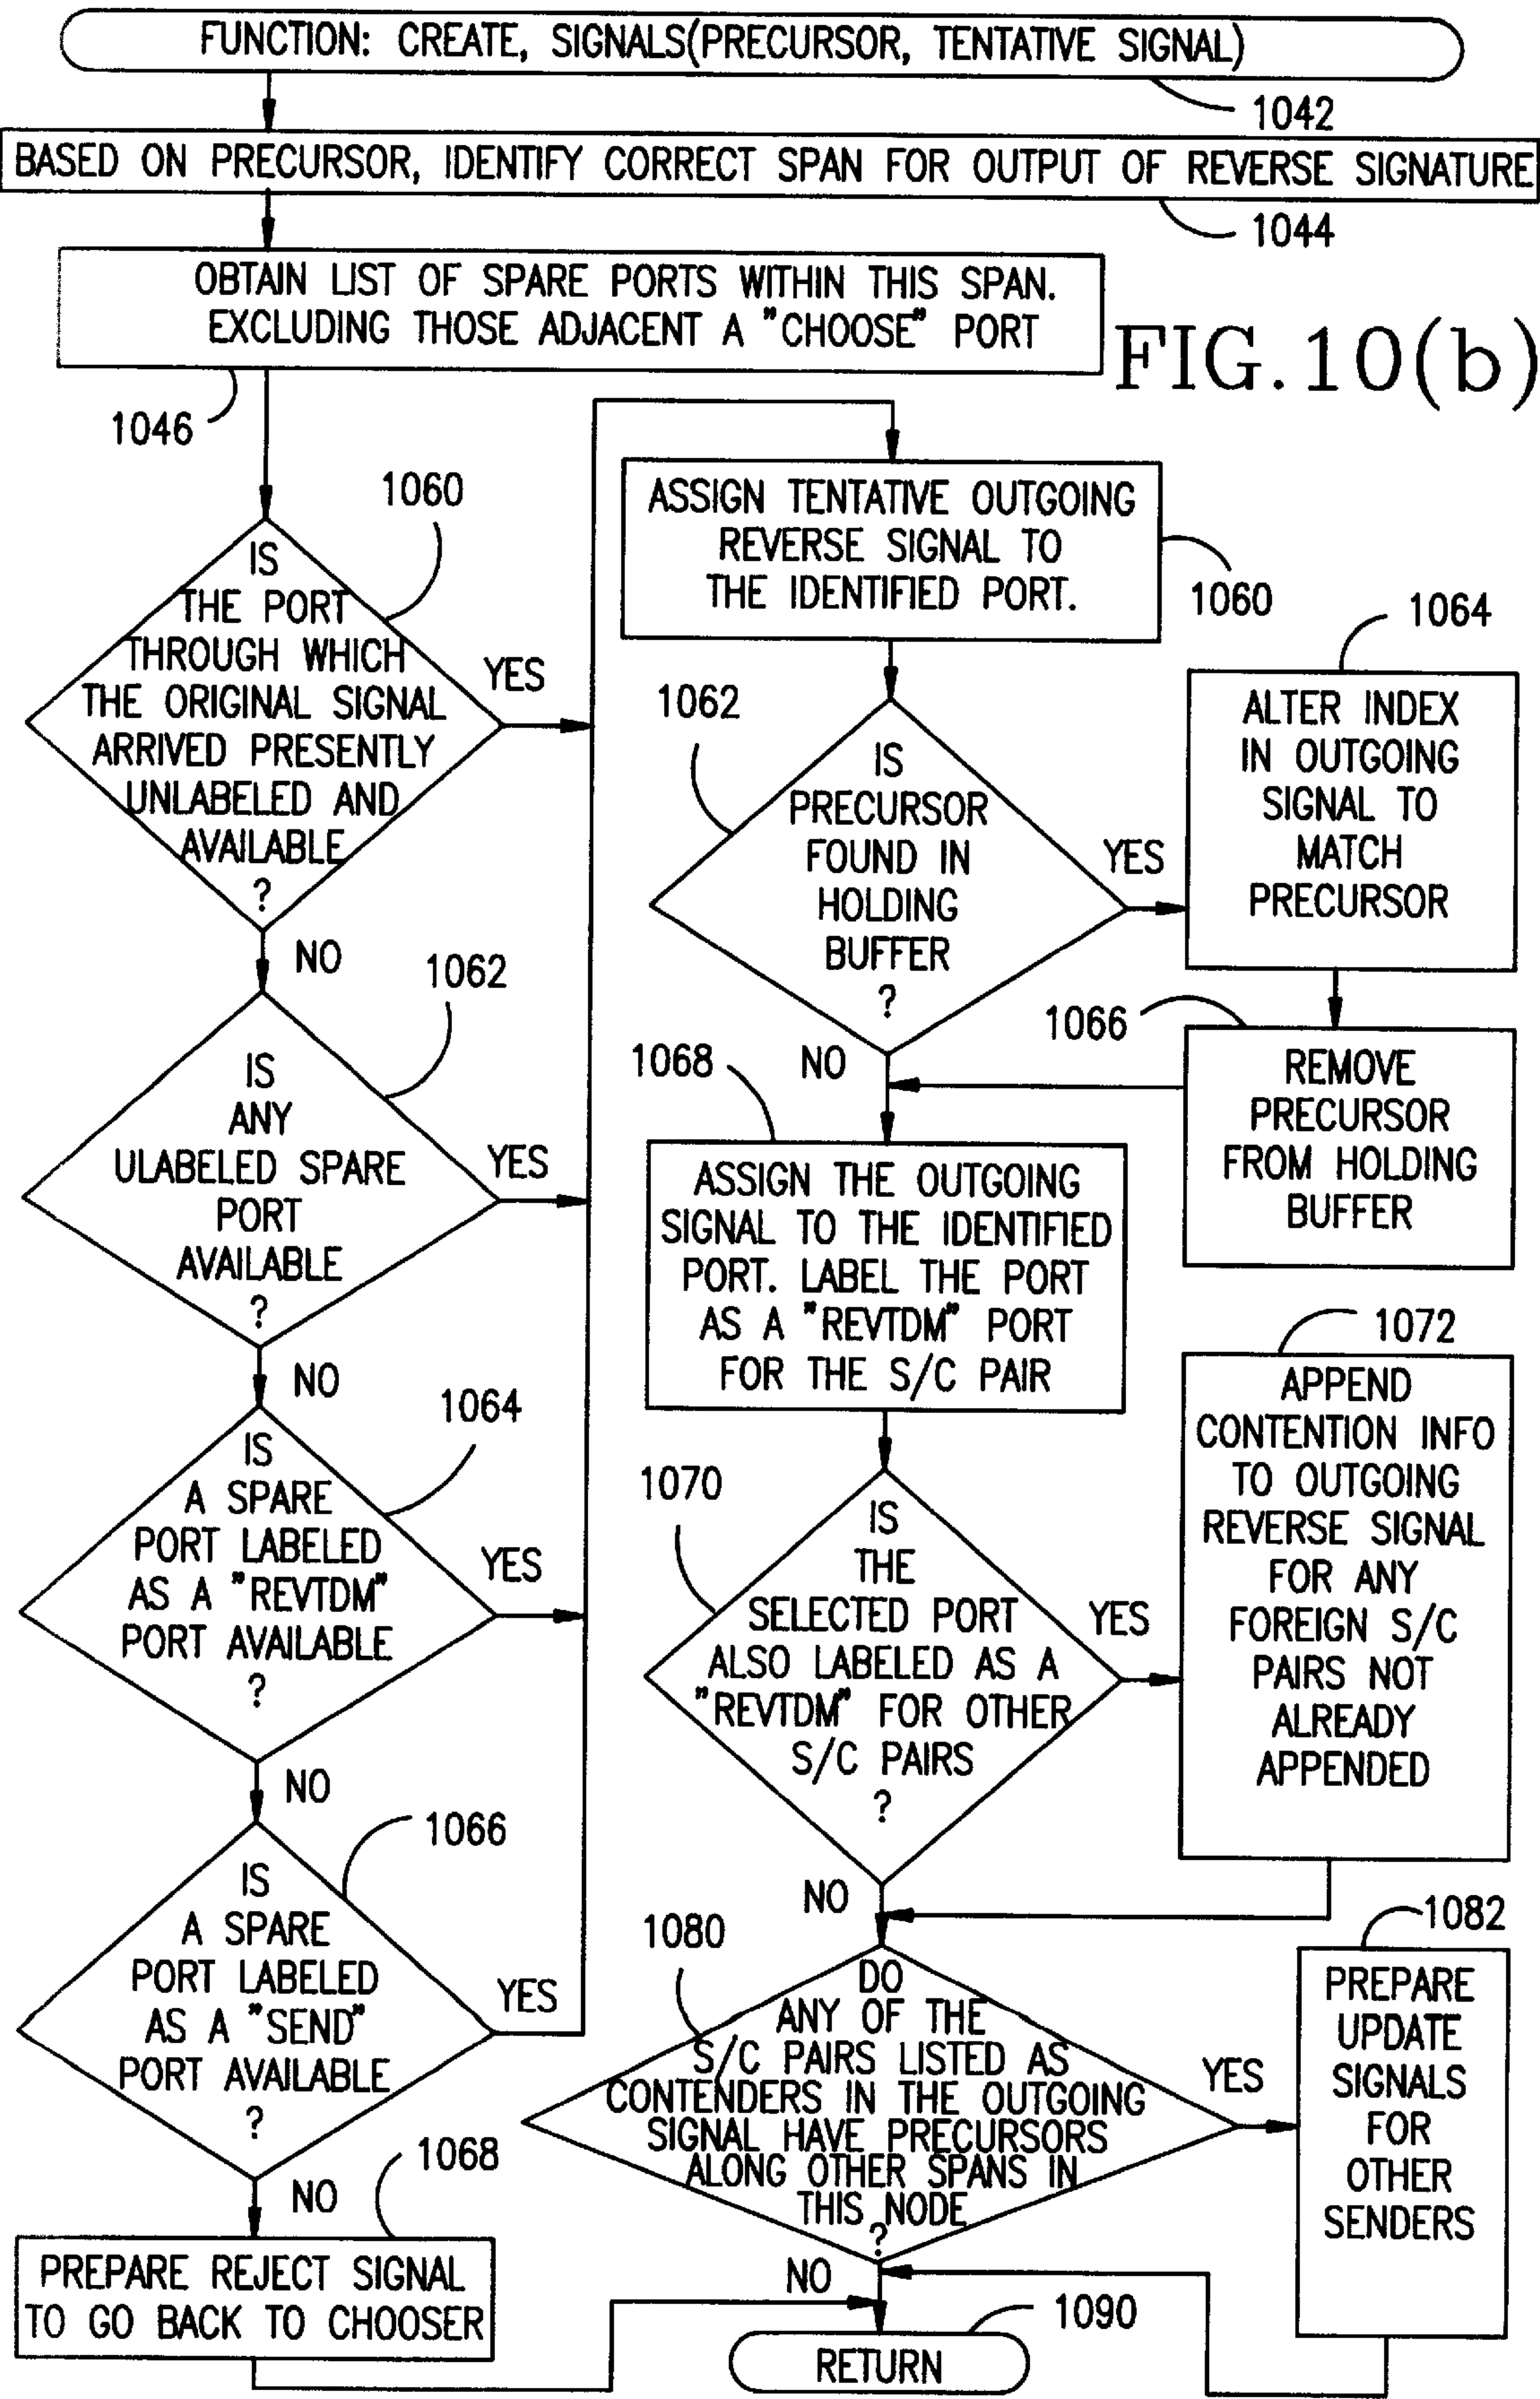 FUNCTION: CREATE, SIGNALS(PRECURSOR, TENTATIVE SIGNAL)
1042
BASED ON PRECURSOR, IDENTIFY CORRECT SPAN FOR OUTPUT OF REVERSE SIGNATURE
1044
OBTAIN LIST OF SPARE PORTS WITHIN THIS SPAN.
EXCLUDING THOSE ADJACENT A "CHOOSE" PORT
1046
FIG.10(b)
1060
IS
THE PORT
THROUGH WHICH
THE ORIGINAL SIGNAL
ARRIVED PRESENTLY
UNLABELED AND
AVAILABLE
?
YES
NO
1062
IS
ANY
ULABELED SPARE
PORT
AVAILABLE
?
YES
NO
1064
IS
A SPARE
PORT LABELED
AS A "REVTDM"
PORT AVAILABLE
?
YES
NO
1066
IS
A SPARE
PORT LABELED
AS A "SEND"
PORT AVAILABLE
?
YES
NO
1068
PREPARE REJECT SIGNAL
TO GO BACK TO CHOOSER
ASSIGN TENTATIVE OUTGOING
REVERSE SIGNAL TO
THE IDENTIFIED PORT.
1060
1062
IS
PRECURSOR
FOUND IN
HOLDING
BUFFER
?
YES
NO
1064
ALTER INDEX
IN OUTGOING
SIGNAL TO
MATCH
PRECURSOR
1066
REMOVE
PRECURSOR
FROM HOLDING
BUFFER
1068
ASSIGN THE OUTGOING
SIGNAL TO THE IDENTIFIED
PORT. LABEL THE PORT
AS A "REVTDM" PORT
FOR THE S/C PAIR
1070
IS
THE
SELECTED PORT
ALSO LABELED AS A
"REVTDM" FOR OTHER
S/C PAIRS
?
YES
NO
1072
APPEND
CONTENTION INFO
TO OUTGOING
REVERSE SIGNAL
FOR ANY
FOREIGN S/C
PAIRS NOT
ALREADY
APPENDED
1080
DO
ANY OF THE
S/C PAIRS LISTED AS
CONTENDERS IN THE OUTGOING
SIGNAL HAVE PRECURSORS
ALONG OTHER SPANS IN
THIS NODE
?
YES
NO
1082
PREPARE
UPDATE
SIGNALS
FOR
OTHER
SENDERS
1090
RETURN